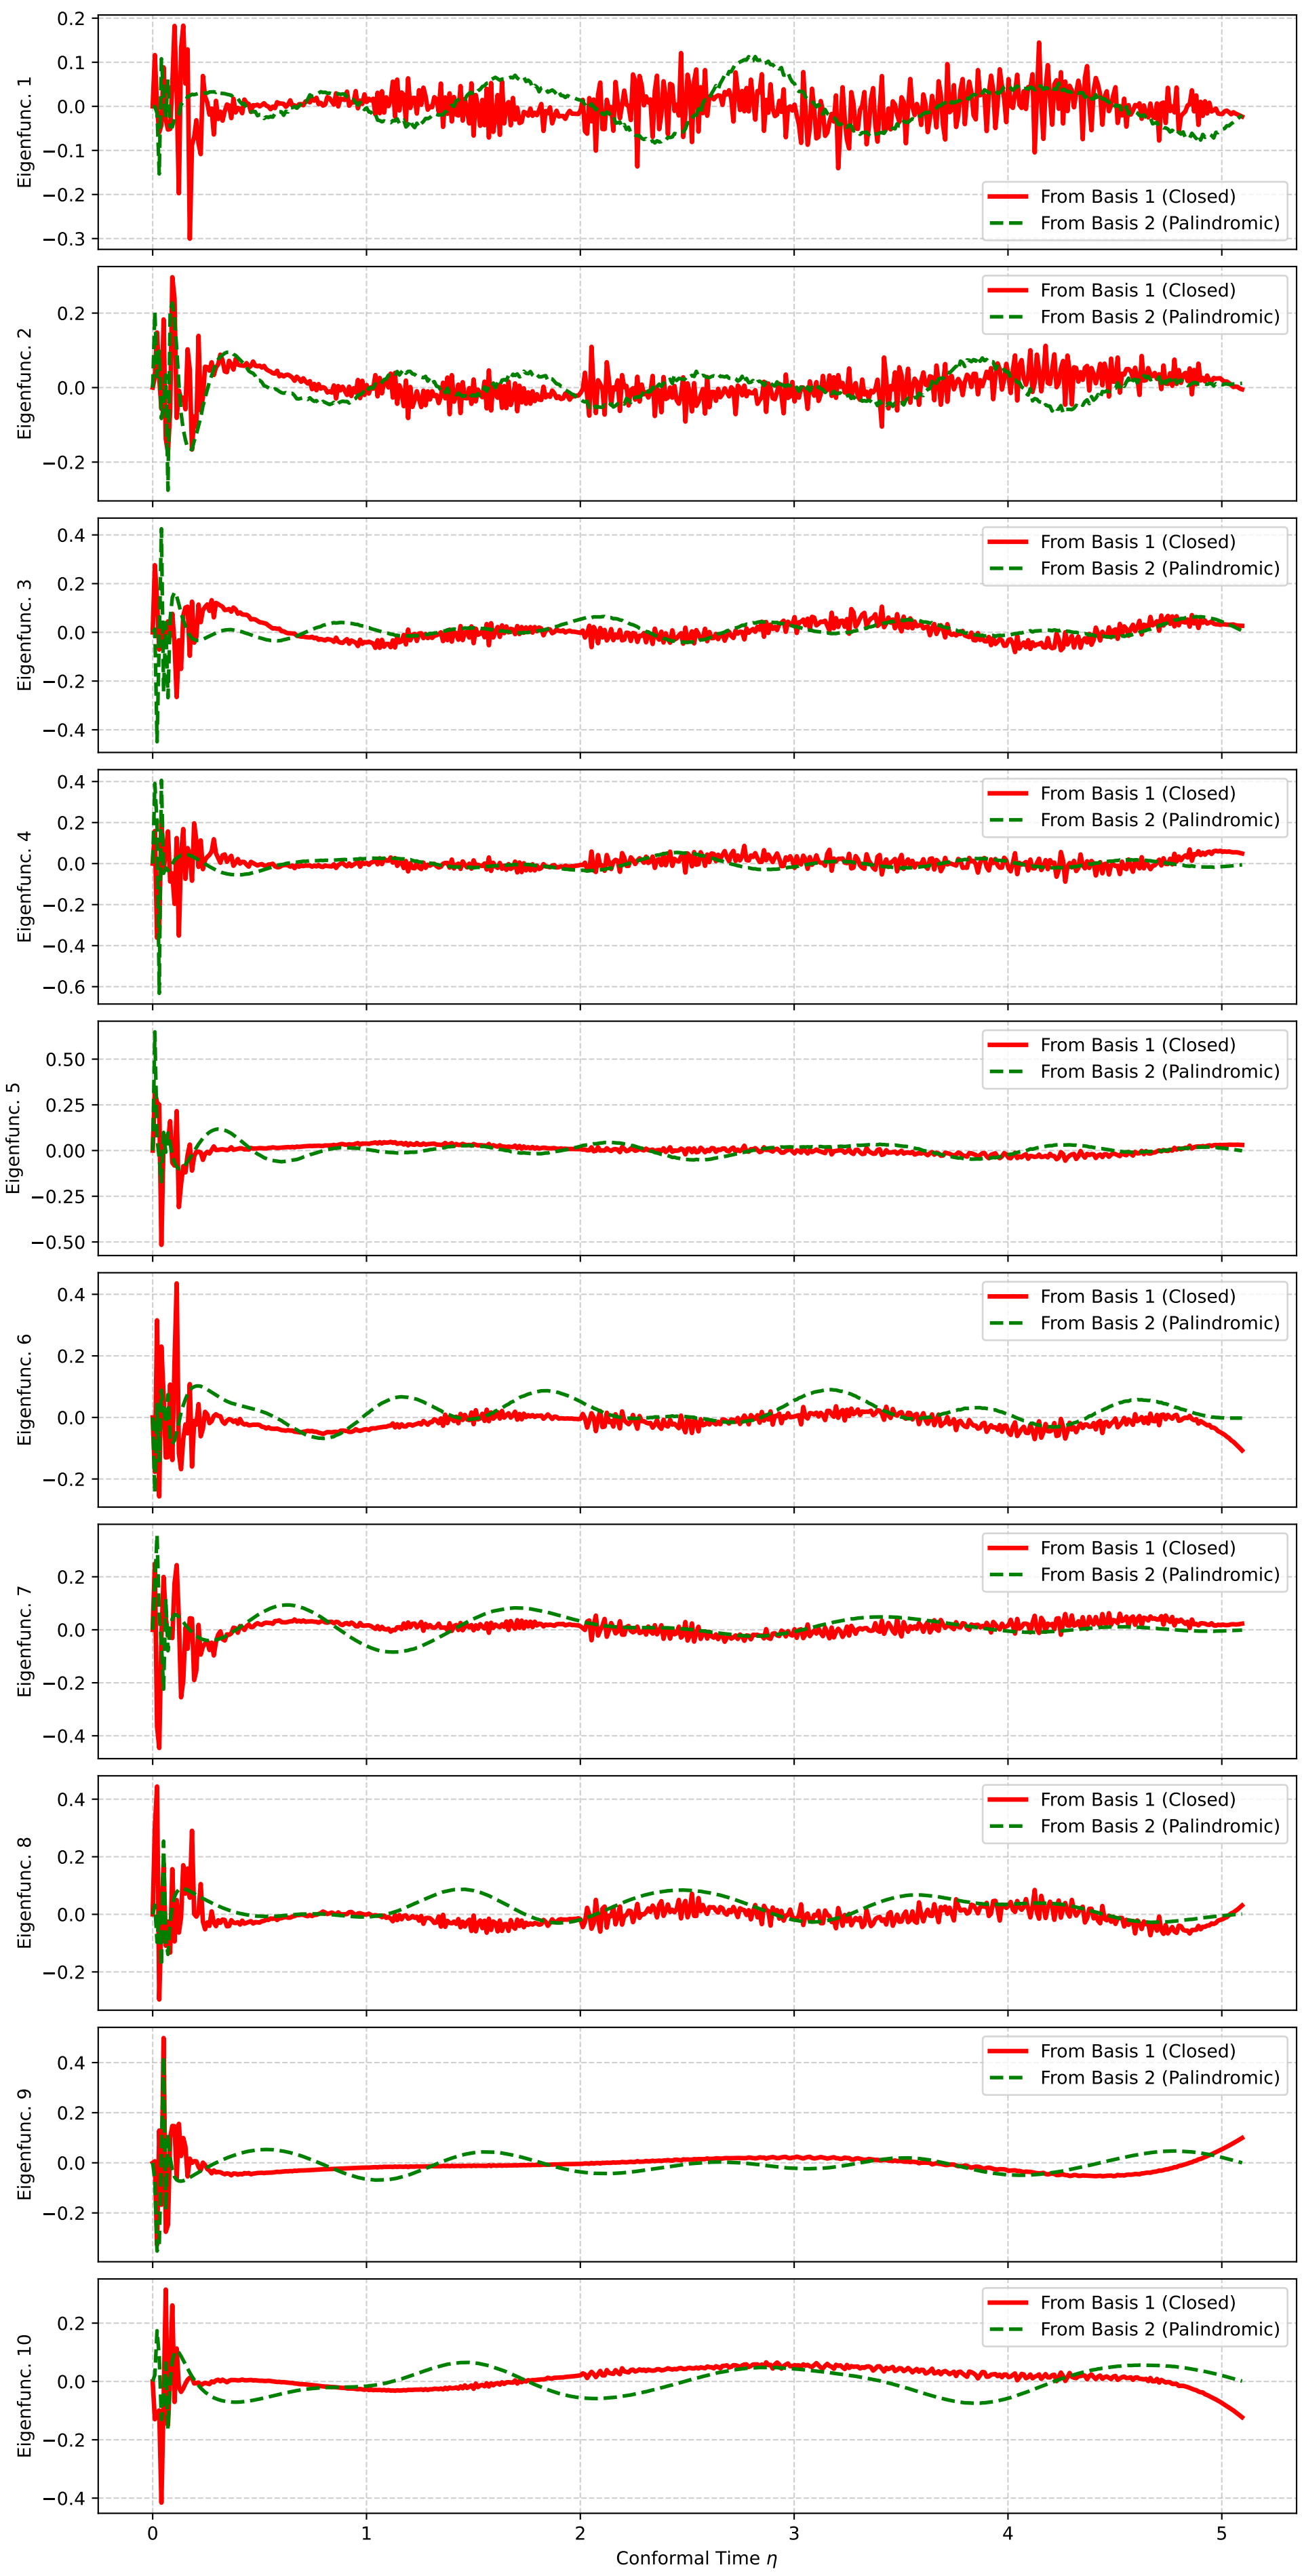 Eigenfunc. 1
0.2
0.1
0.0
−0.1
−0.2
−0.3
From Basis 1 (Closed)
From Basis 2 (Palindromic)
Eigenfunc. 2
0.2
0.0
−0.2
From Basis 1 (Closed)
From Basis 2 (Palindromic)
Eigenfunc. 3
0.4
0.2
0.0
−0.2
−0.4
From Basis 1 (Closed)
From Basis 2 (Palindromic)
Eigenfunc. 4
0.4
0.2
0.0
−0.2
−0.4
−0.6
From Basis 1 (Closed)
From Basis 2 (Palindromic)
Eigenfunc. 5
0.50
0.25
0.00
−0.25
−0.50
From Basis 1 (Closed)
From Basis 2 (Palindromic)
Eigenfunc. 6
0.4
0.2
0.0
−0.2
From Basis 1 (Closed)
From Basis 2 (Palindromic)
Eigenfunc. 7
0.2
0.0
−0.2
−0.4
From Basis 1 (Closed)
From Basis 2 (Palindromic)
Eigenfunc. 8
0.4
0.2
0.0
−0.2
From Basis 1 (Closed)
From Basis 2 (Palindromic)
Eigenfunc. 9
0.4
0.2
0.0
−0.2
From Basis 1 (Closed)
From Basis 2 (Palindromic)
Eigenfunc. 10
0.2
0.0
−0.2
−0.4
From Basis 1 (Closed)
From Basis 2 (Palindromic)
0 1 2 3 4 5
Conformal Time η